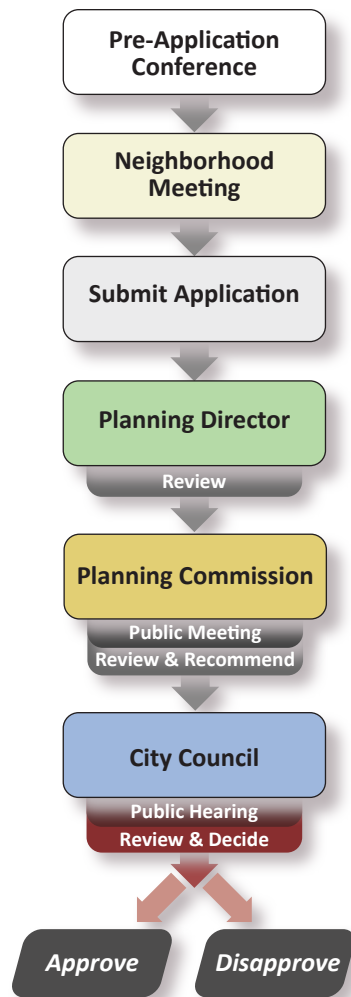 Pre-Application
Conference
Neighborhood
Meeting
Submit Application
Planning Director
Review
Planning Commission
Public Meeting
Review & Recommend
City Council
Public Hearing
Review & Decide
Approve
Disapprove